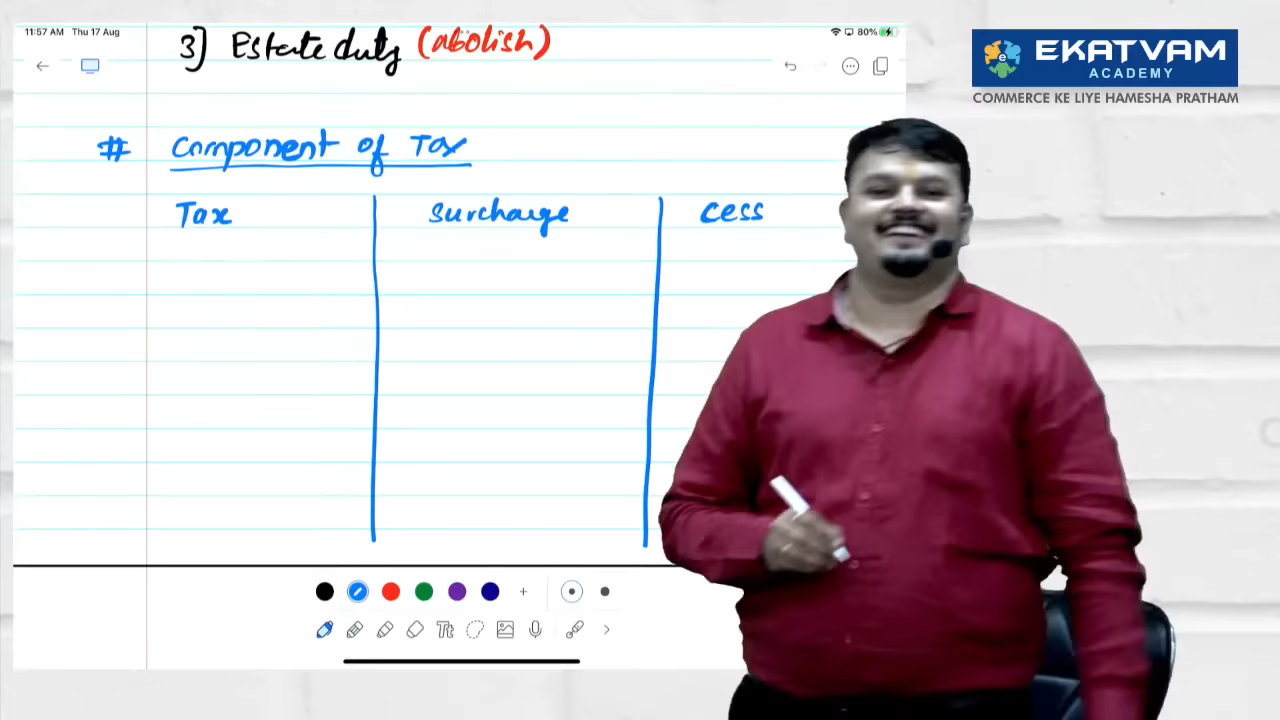 11:57 AM Thu 17 Aug
80%
3] Estate duty (abolish)
EKATVAM
ACADEMY
COMMERCE KE LIYE HAMESHA PRATHAM
# Component of Tax
Tax surcharge cess
Tt